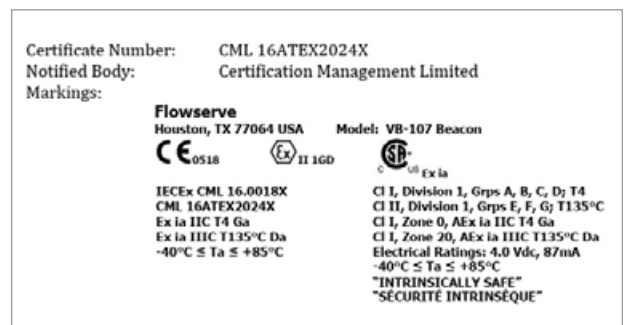 Certificate Number: CML 16ATEX2024X
Notified Body: Certification Management Limited
Markings:
Flowserve
Houston, TX 77064 USA Model: VB-107 Beacon
CE 0518 Ex II 1GD C SA US Ex ia
IECEx CML 16.0018X
CML 16ATEX2024X
Ex ia IIC T4 Ga
Ex ia IIIC T135°C Da
-40°C ≤ Ta ≤ +85°C
Cl I, Division 1, Grps A, B, C, D; T4
Cl II, Division 1, Grps E, F, G; T135°C
Cl I, Zone 0, AEx ia IIC T4 Ga
Cl I, Zone 20, AEx ia IIIC T135°C Da
Electrical Ratings: 4.0 Vdc, 87mA
-40°C ≤ Ta ≤ +85°C
"INTRINSICALLY SAFE"
"SÉCURITÉ INTRINSÈQUE"